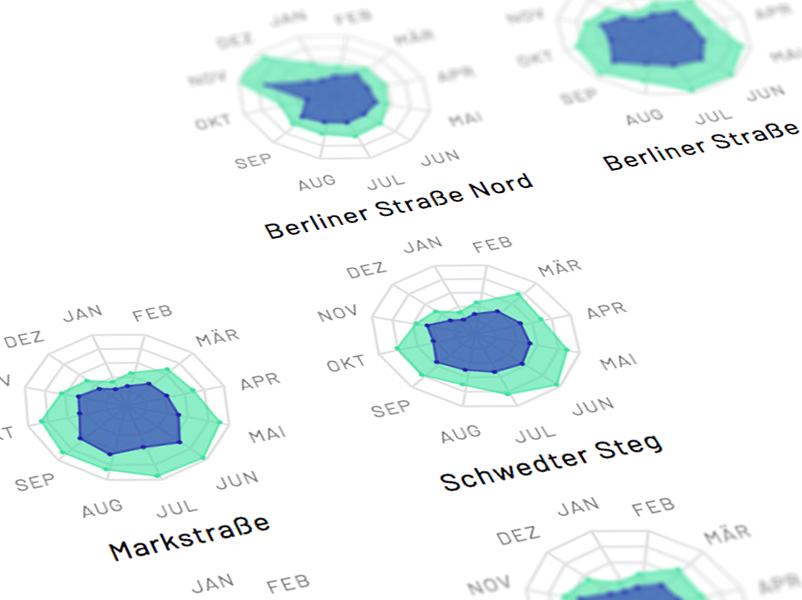 JAN
FEB
MÄR
APR
MAI
JUN
JUL
AUG
SEP
OKT
NOV
DEZ
Berliner Straße Nord
NOV
OKT
SEP
AUG
JUL
JUN
MAI
APR
Berliner Straße
JAN
FEB
MÄR
APR
MAI
JUN
JUL
AUG
SEP
OKT
NOV
DEZ
Schwedter Steg
JAN
FEB
MÄR
APR
MAI
JUN
JUL
AUG
SEP
KT
V
DEZ
Markstraße
JAN
FEB
MÄR
APR
NOV
DEZ
JAN
FEB